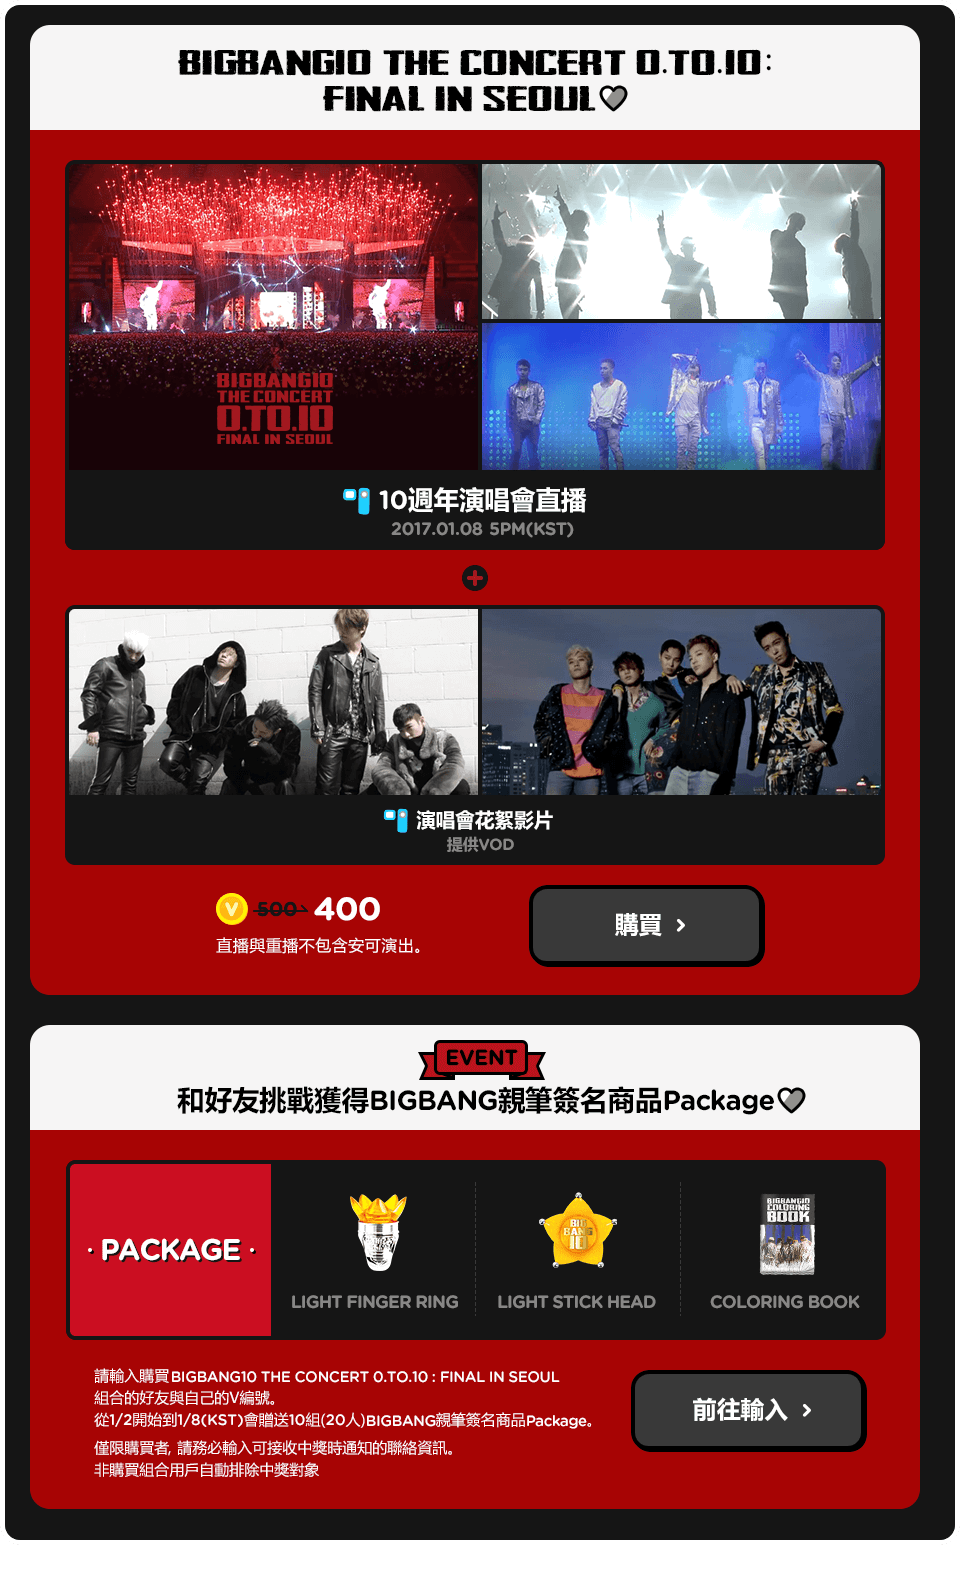 BIGBANG10 THE CONCERT 0.TO.10:
FINAL IN SEOUL
BIGBANG10
THE CONCERT
0.TO.10
FINAL IN SEOUL
10週年演唱會直播
2017.01.08 5PM(KST)
演唱會花絮影片
提供VOD
V 500 400
直播與重播不包含安可演出。
購買
EVENT
和好友挑戰獲得BIGBANG親筆簽名商品Package
· PACKAGE ·
LIGHT FINGER RING
BIG
BANG
10
LIGHT STICK HEAD
BIGBANG10
COLORING
BOOK
COLORING BOOK
請輸入購買BIGBANG10 THE CONCERT 0.TO.10 : FINAL IN SEOUL
組合的好友與自己的V編號。
從1/2開始到1/8(KST)會贈送10組(20人)BIGBANG親筆簽名商品Package。
僅限購買者, 請務必輸入可接收中獎時通知的聯絡資訊。
非購買組合用戶自動排除中獎對象
前往輸入